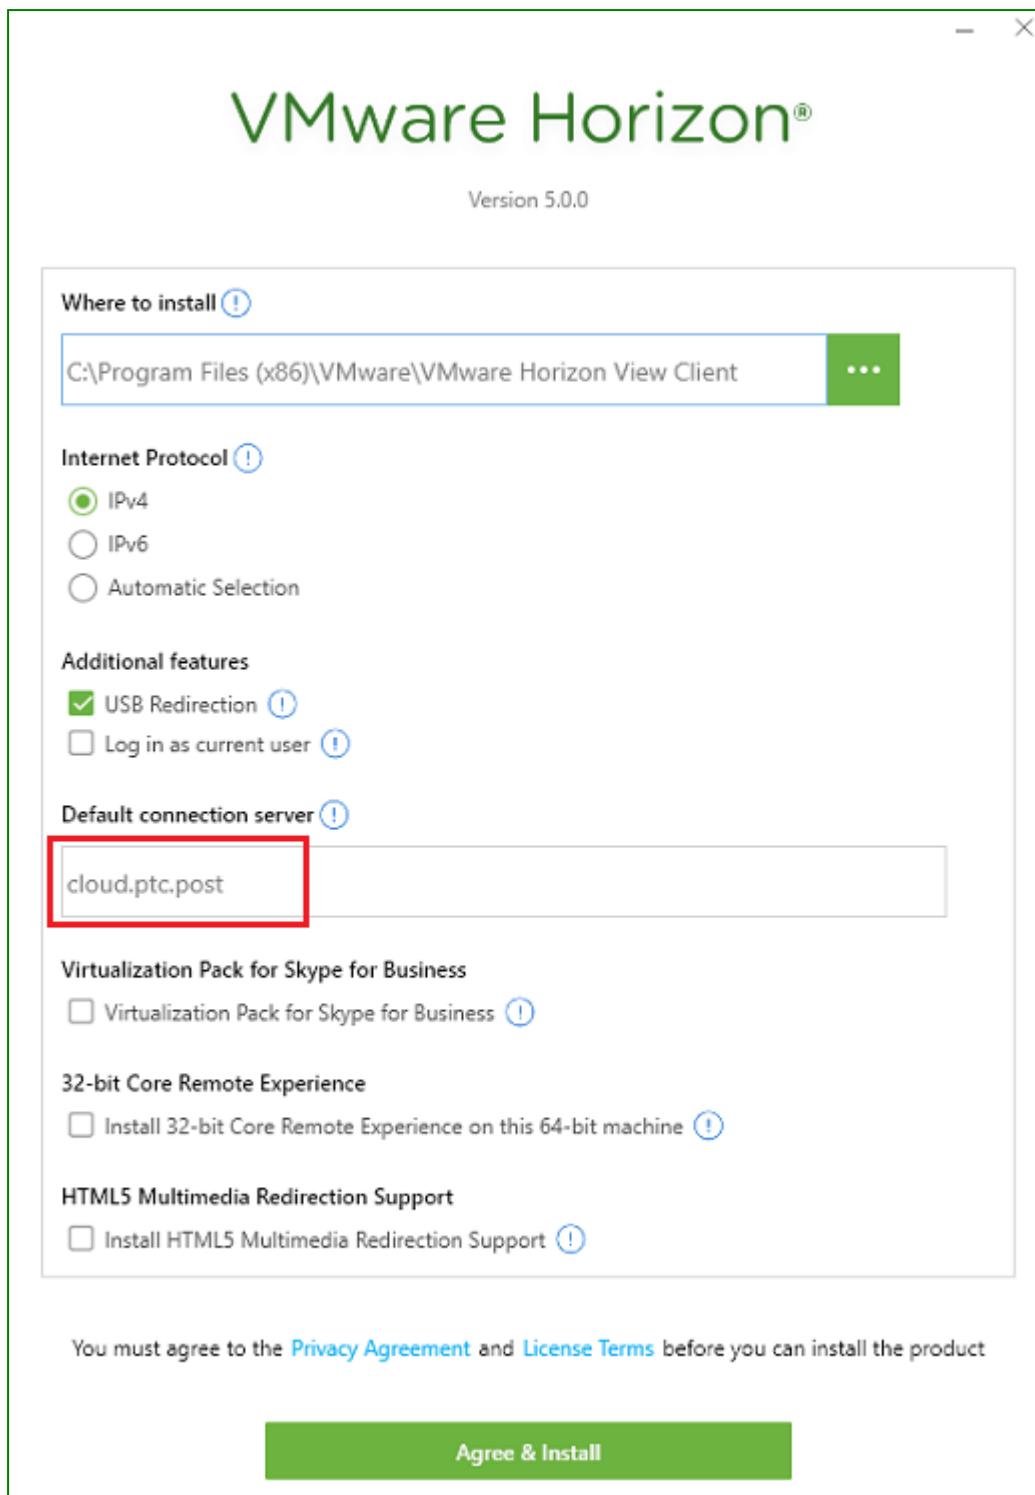 VMware Horizon®
Version 5.0.0
Where to install
C:\Program Files (x86)\VMware\VMware Horizon View Client
Internet Protocol
IPv4
IPv6
Automatic Selection
Additional features
USB Redirection
Log in as current user
Default connection server
cloud.ptc.post
Virtualization Pack for Skype for Business
Virtualization Pack for Skype for Business
32-bit Core Remote Experience
Install 32-bit Core Remote Experience on this 64-bit machine
HTML5 Multimedia Redirection Support
Install HTML5 Multimedia Redirection Support
You must agree to the Privacy Agreement and License Terms before you can install the product
Agree & Install